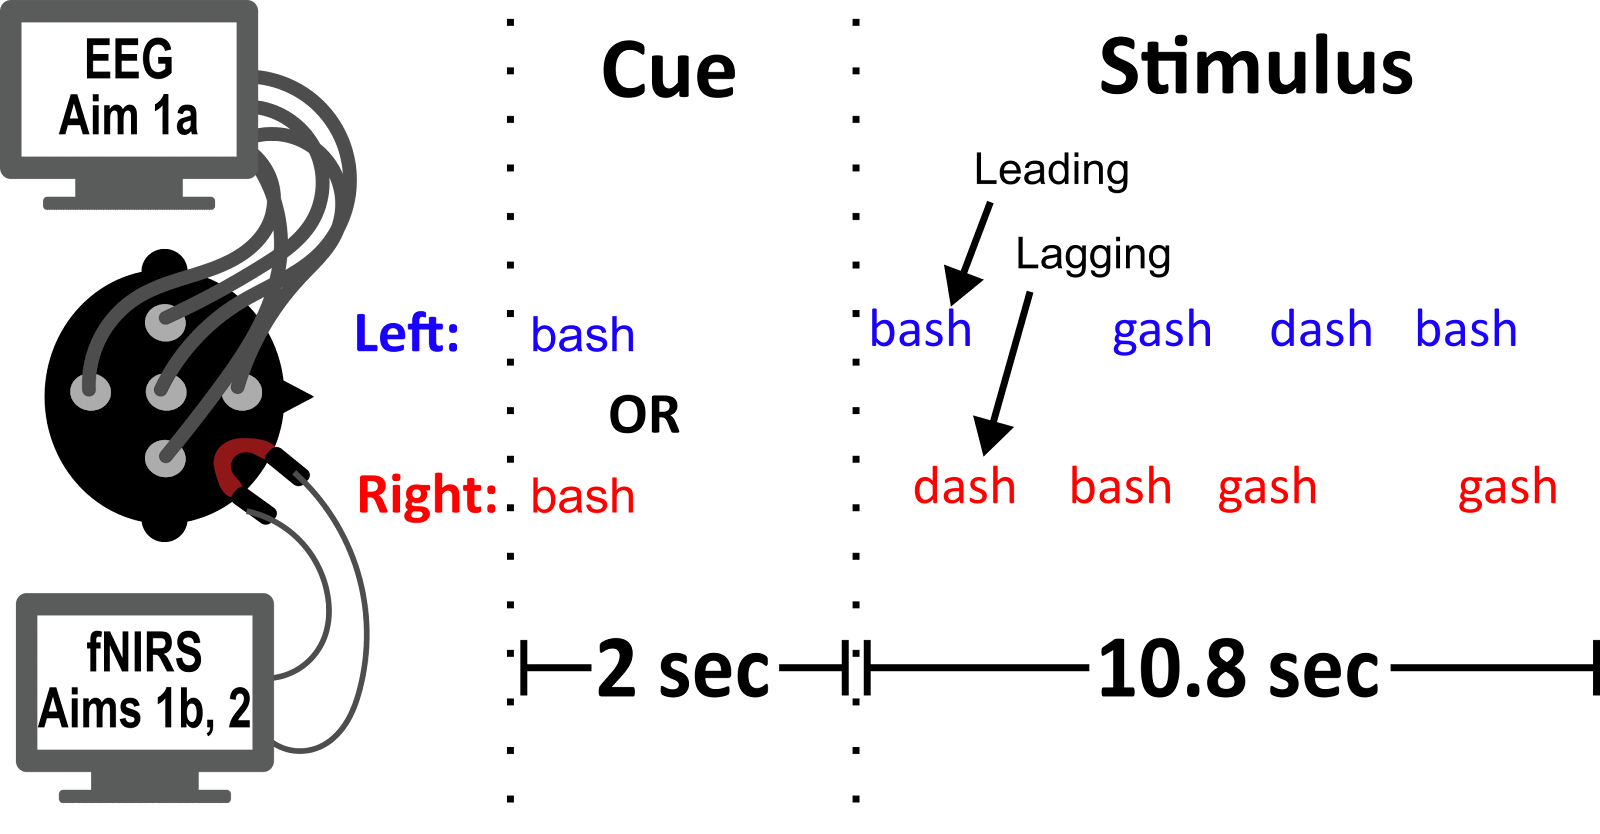 EEG
Aim 1a
Cue
Stimulus
Leading
Lagging
Left: bash bash gash dash bash
OR
Right: bash dash bash gash gash
fNIRS
Aims 1b, 2
2 sec
10.8 sec